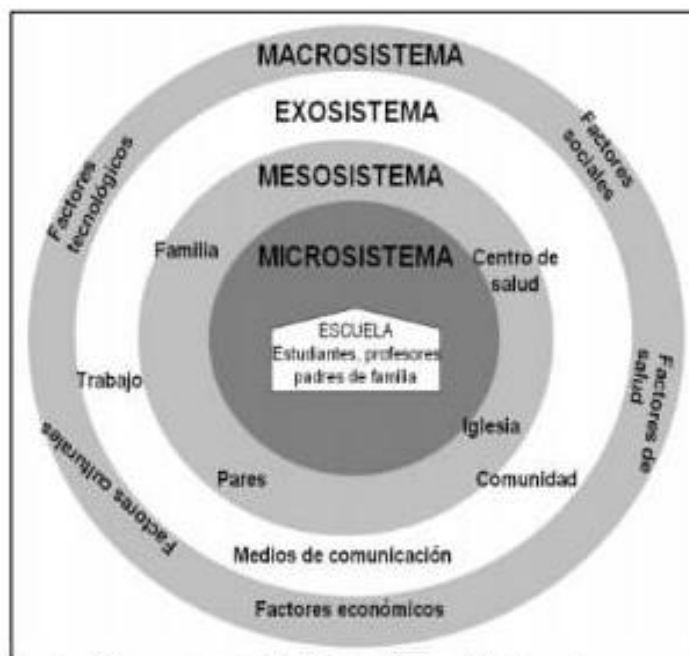 MACROSISTEMA
EXOSISTEMA
MESOSISTEMA
MICROSISTEMA
Factores
tecnológicos
Factores
sociales
Familia
Centro de
salud
ESCUELA
Estudiantes, profesores
padres de familia
Trabajo
Factores de
salud
Iglesia
Pares
Comunidad
Factores culturales
Medios de comunicación
Factores económicos